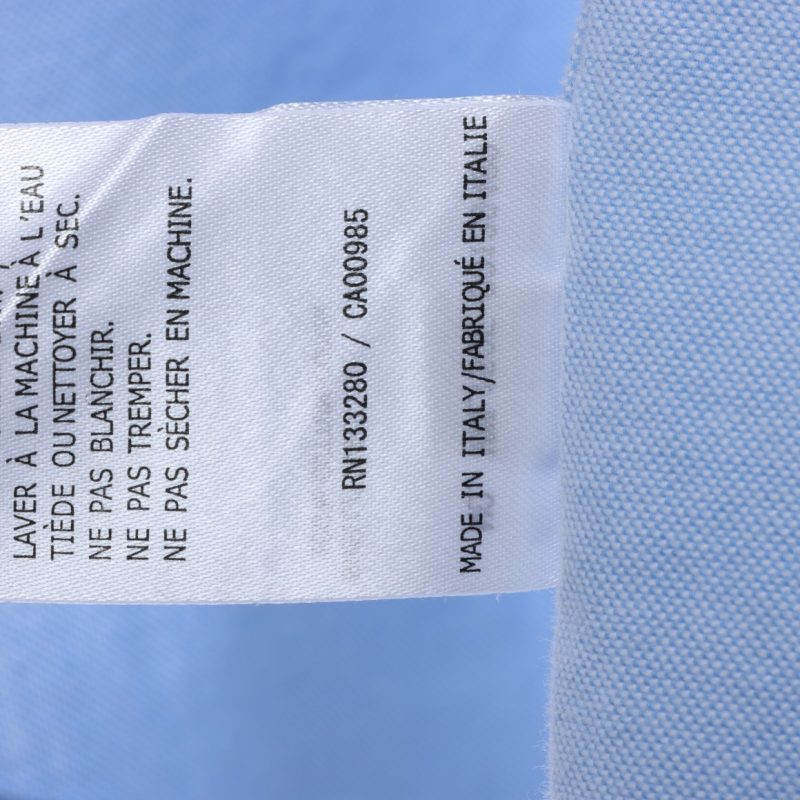 LAVER À LA MACHINE À L'EAU
TIÈDE OU NETTOYER À SEC.
NE PAS BLANCHIR.
NE PAS TREMPER.
NE PAS SÈCHER EN MACHINE.
RN133280 / CA00985
MADE IN ITALY/FABRIQUÉ EN ITALIE